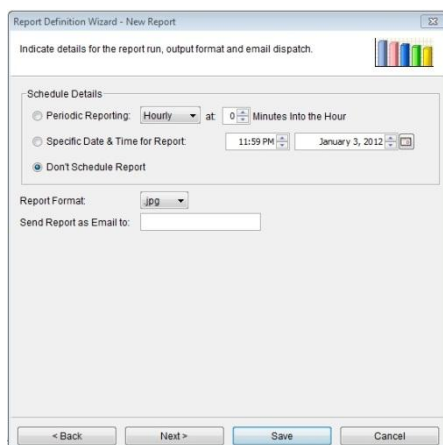 Report Definition Wizard - New Report
Indicate details for the report run, output format and email dispatch.
Schedule Details
Periodic Reporting: Hourly at: 0 Minutes Into the Hour
Specific Date & Time for Report: 11:59 PM January 3, 2012
Don't Schedule Report
Report Format: .jpg
Send Report as Email to:
< Back Next > Save Cancel